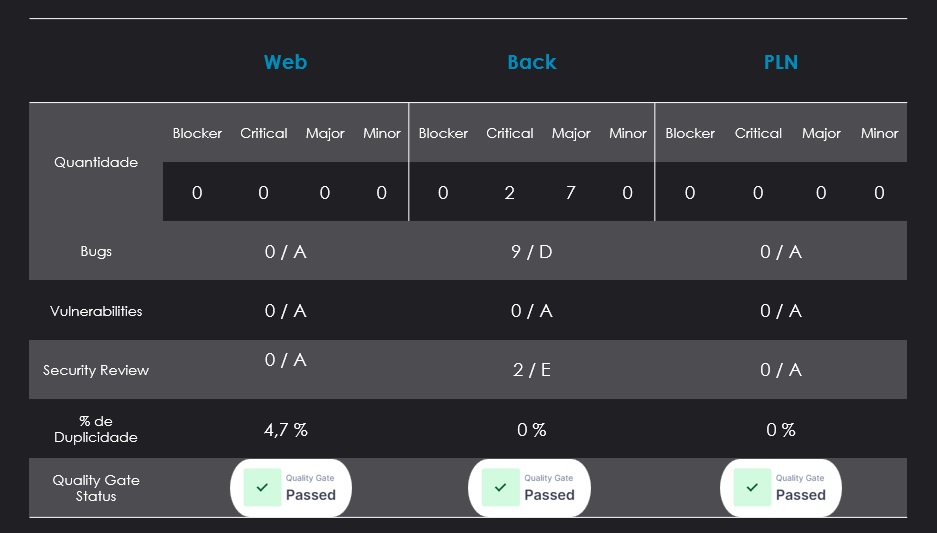 Web Back PLN
Blocker Critical Major Minor Blocker Critical Major Minor Blocker Critical Major Minor
Quantidade
0 0 0 0 0 2 7 0 0 0 0 0
Bugs 0 / A 9 / D 0 / A
Vulnerabilities 0 / A 0 / A 0 / A
Security Review 0 / A 2 / E 0 / A
% de
Duplicidade 4,7 % 0 % 0 %
Quality Gate
Status
Quality Gate
Passed
Quality Gate
Passed
Quality Gate
Passed